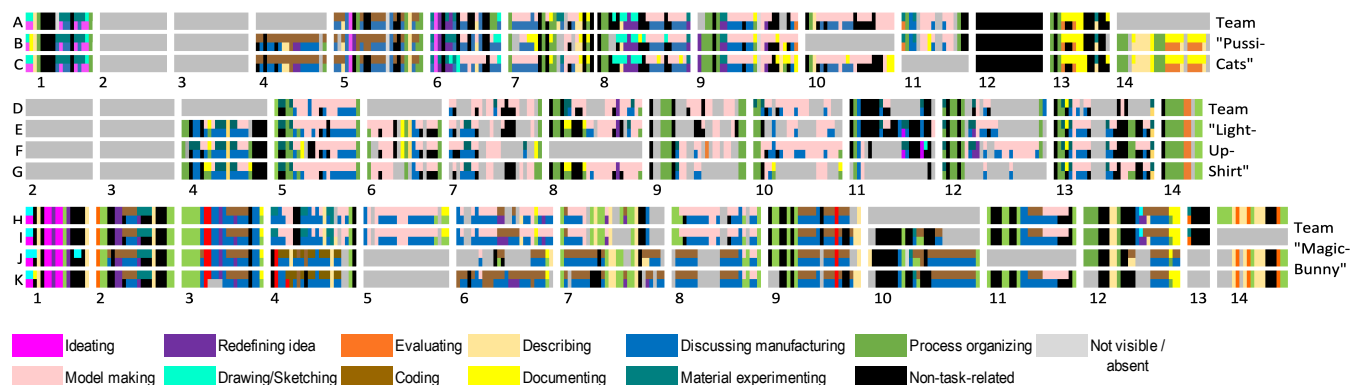 A Team
B "Pussi-
C Cats"
1 2 3 4 5 6 7 8 9 10 11 12 13 14
D Team
E "Light-
F Up-
G Shirt"
2 3 4 5 6 7 8 9 10 11 12 13 14
H
I Team
J "Magic-
K Bunny"
1 2 3 4 5 6 7 8 9 10 11 12 13 14
Ideating Redefining idea Evaluating Describing Discussing manufacturing Process organizing Not visible /
absent
Model making Drawing/Sketching Coding Documenting Material experimenting Non-task-related